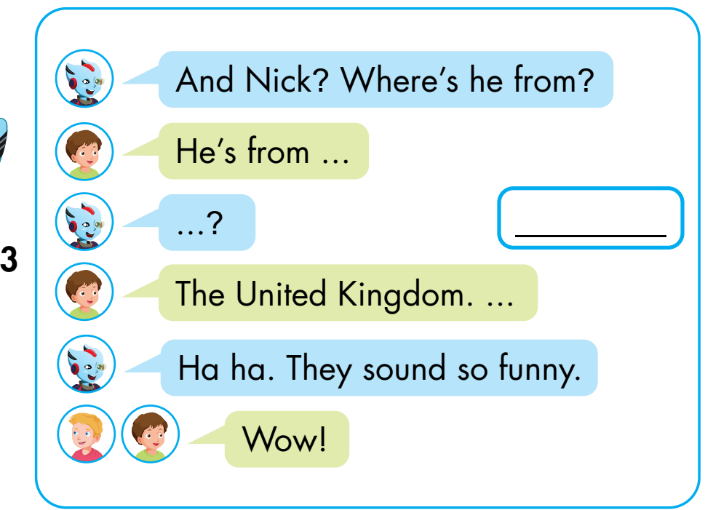 And Nick? Where's he from?
He's from ...
...?
3
The United Kingdom. ...
Ha ha. They sound so funny.
Wow!